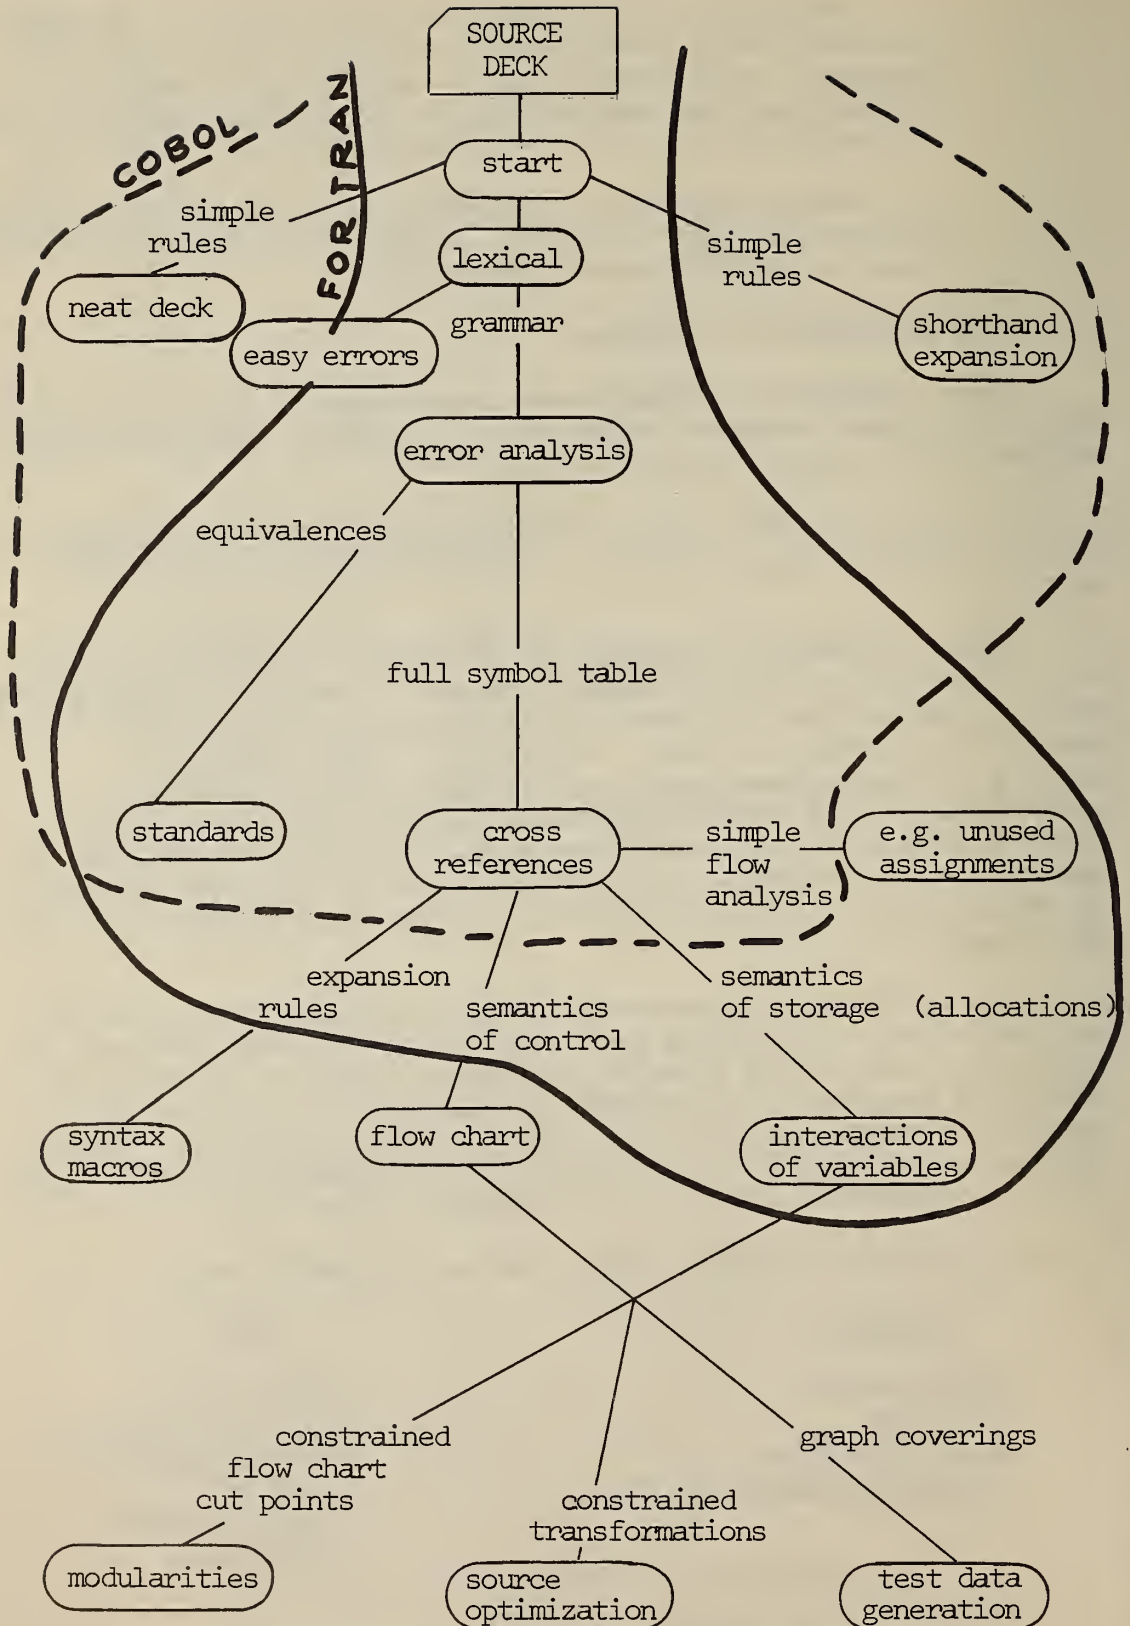 SOURCE
DECK
COBOL
FORTRAN
start
simple
rules
lexical
simple
rules
neat deck
grammar
shorthand
expansion
easy errors
error analysis
equivalences
full symbol table
standards
cross
references
simple
flow
analysis
e.g. unused
assignments
expansion
rules
semantics
of control
semantics
of storage (allocations)
syntax
macros
flow chart
interactions
of variables
constrained
flow chart
cut points
graph coverings
constrained
transformations
modularities
source
optimization
test data
generation